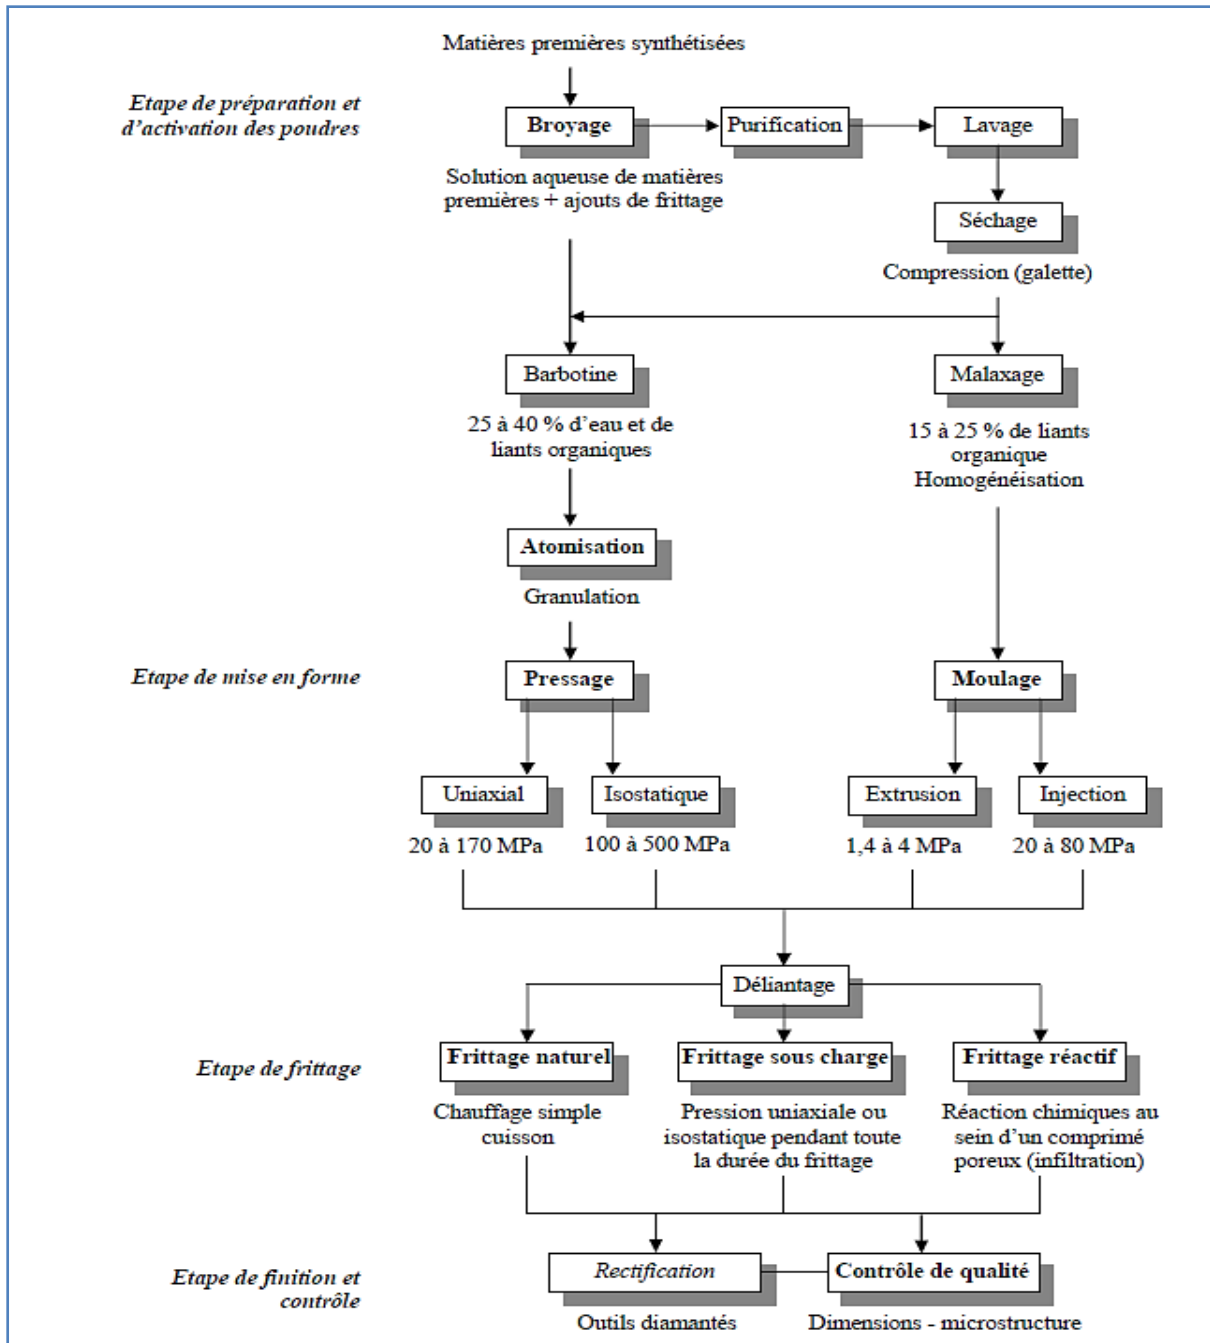 Matières premières synthétisées
Etape de préparation et
d'activation des poudres
Broyage
Purification
Lavage
Solution aqueuse de matières
premières + ajouts de frittage
Séchage
Compression (galette)
Barbotine
Malaxage
25 à 40 % d'eau et de
liants organiques
15 à 25 % de liants
organique
Homogénéisation
Atomisation
Granulation
Etape de mise en forme
Pressage
Moulage
Uniaxial
Isostatique
Extrusion
Injection
20 à 170 MPa
100 à 500 MPa
1,4 à 4 MPa
20 à 80 MPa
Déliantage
Etape de frittage
Frittage naturel
Frittage sous charge
Frittage réactif
Chauffage simple
cuisson
Pression uniaxiale ou
isostatique pendant toute
la durée du frittage
Réaction chimiques au
sein d'un comprimé
poreux (infiltration)
Etape de finition et
contrôle
Rectification
Contrôle de qualité
Outils diamantés
Dimensions - microstructure